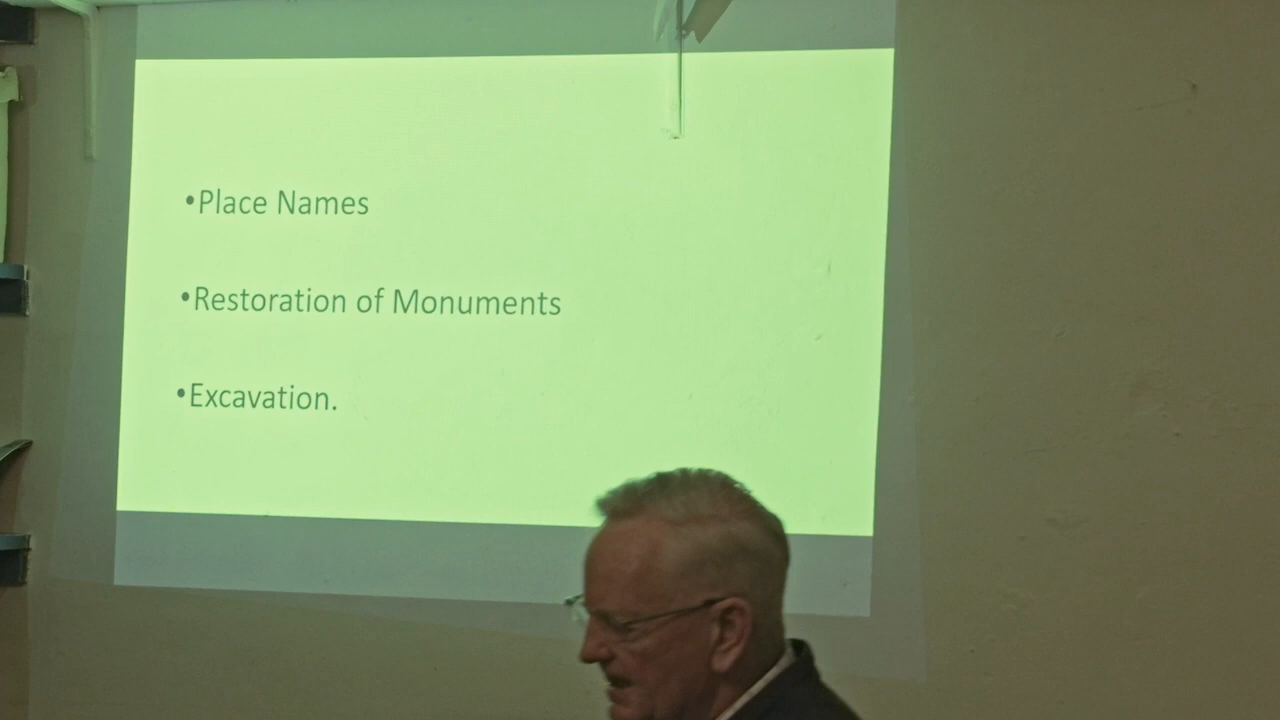 •Place Names
•Restoration of Monuments
•Excavation.